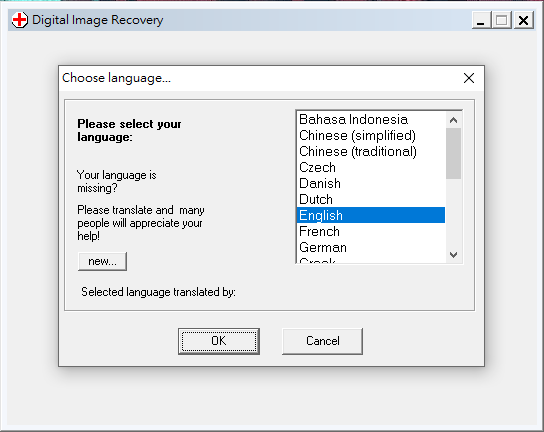 Digital Image Recovery
Choose language...
Please select your
language:
Your language is
missing?
Please translate and many
people will appreciate your
help!
new...
Selected language translated by:
Bahasa Indonesia
Chinese (simplified)
Chinese (traditional)
Czech
Danish
Dutch
English
French
German
Greek
OK
Cancel